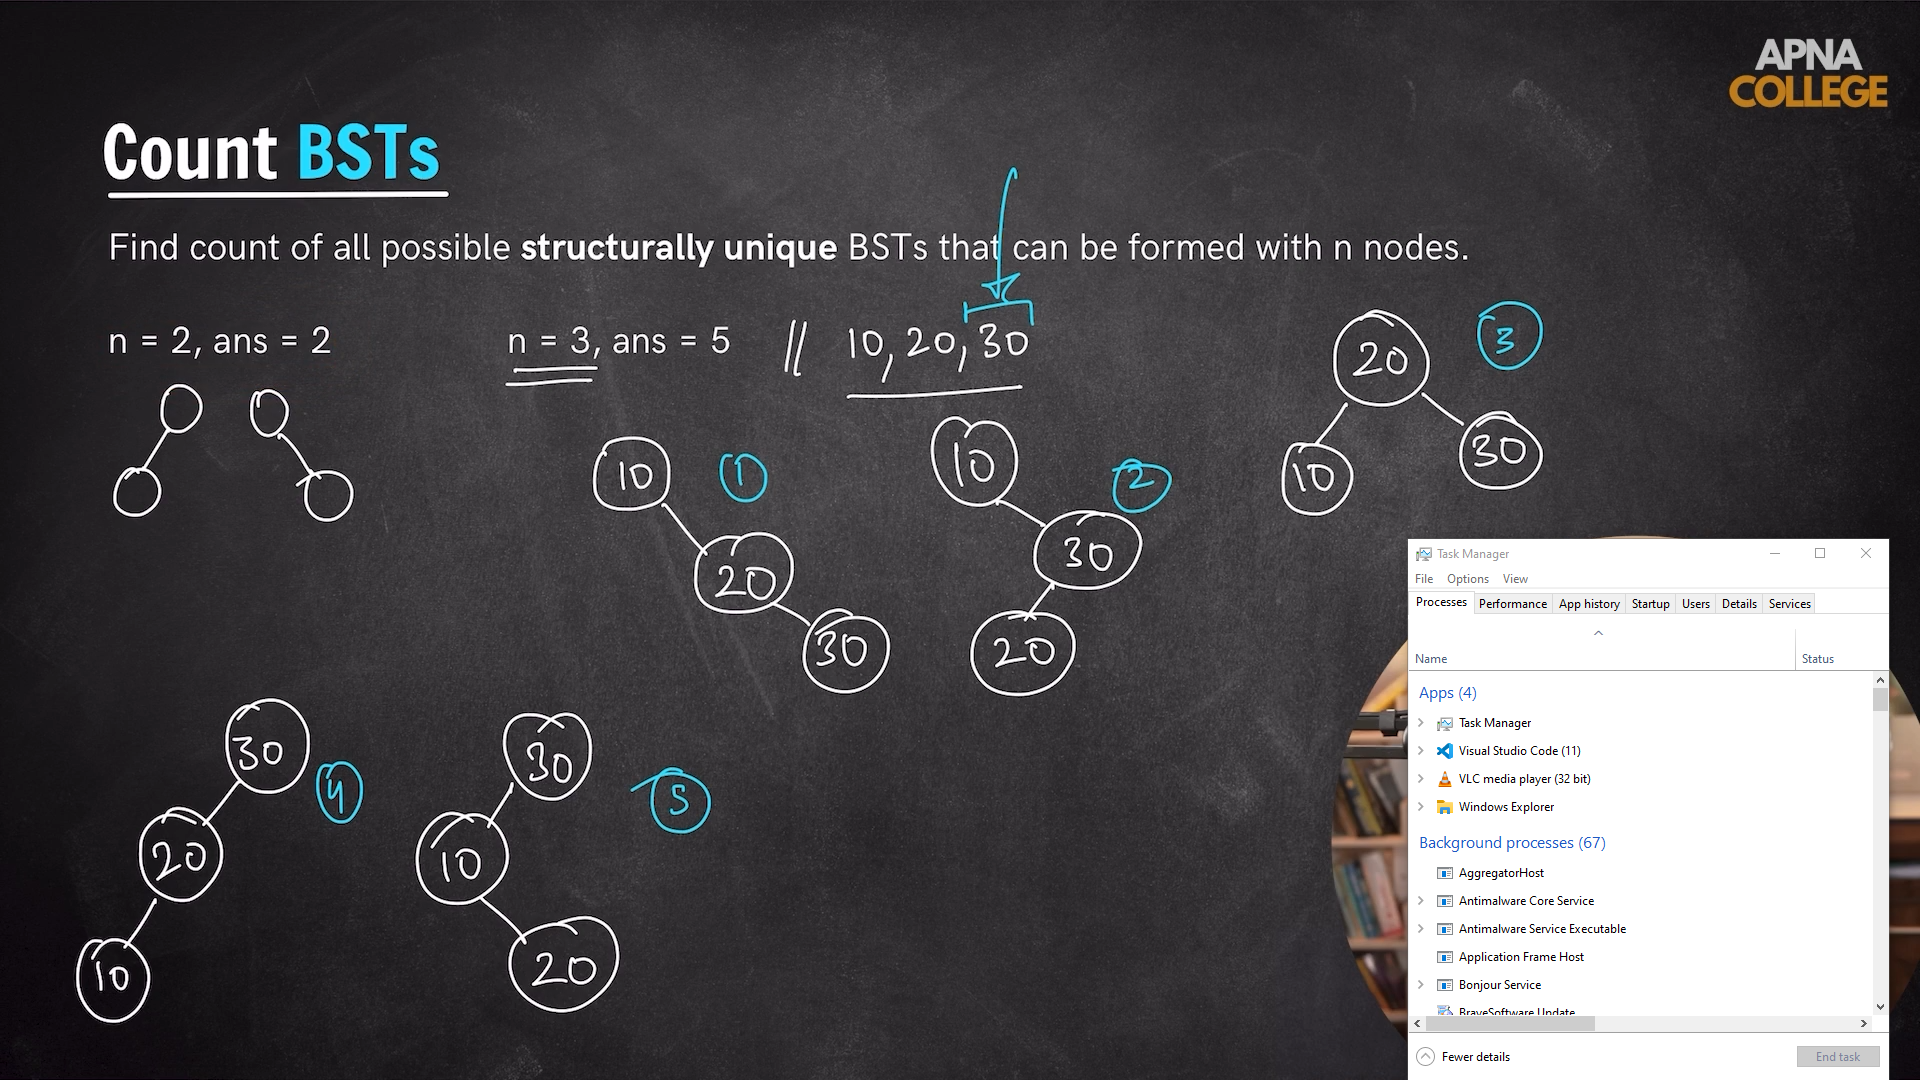 APNA
COLLEGE
Count BSTs
Find count of all possible structurally unique BSTs that can be formed with n nodes.
n = 2, ans = 2
n = 3, ans = 5 // 10, 20, 30
10
20
30
1
10
30
20
2
20
10
30
3
30
20
10
4
30
10
20
5
Task Manager
File Options View
Processes Performance App history Startup Users Details Services
Name Status
Apps (4)
Task Manager
Visual Studio Code (11)
VLC media player (32 bit)
Windows Explorer
Background processes (67)
AggregatorHost
Antimalware Core Service
Antimalware Service Executable
Application Frame Host
Bonjour Service
BraveSoftware Update
Fewer details
End task